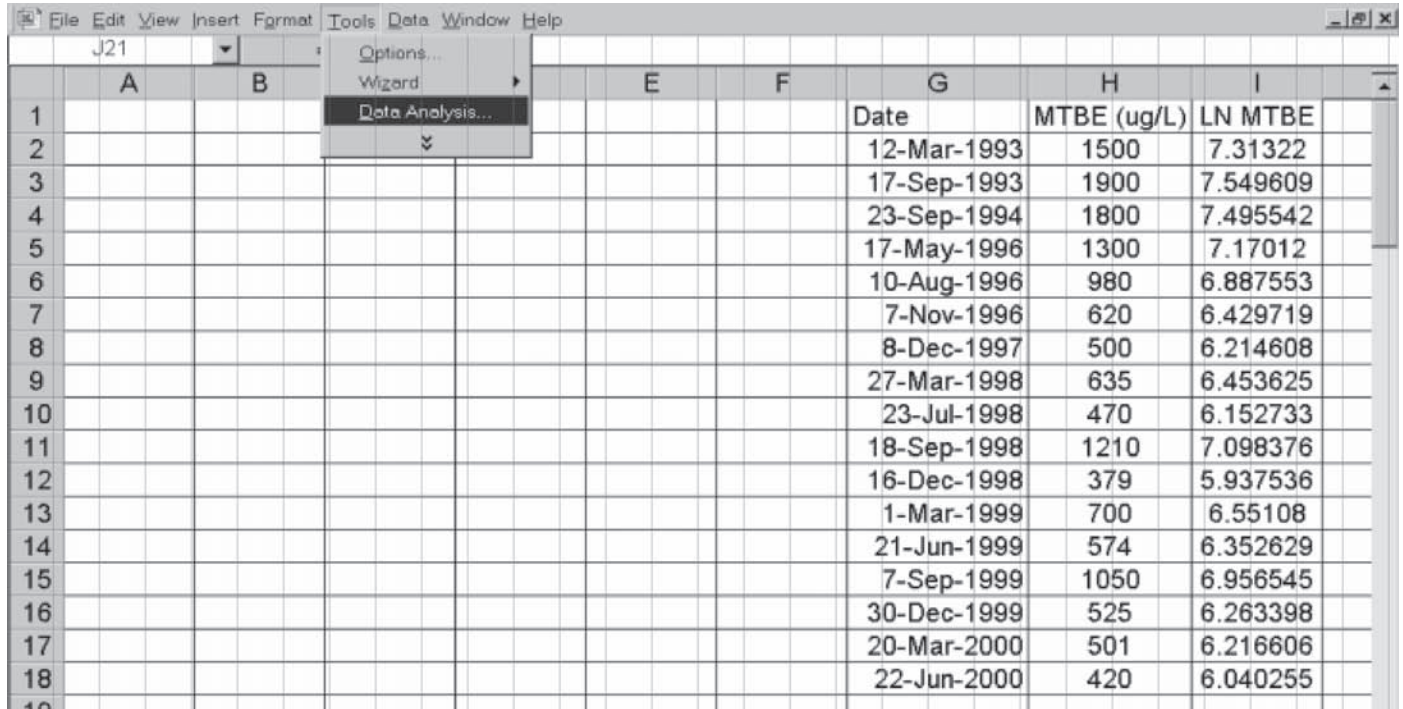 File Edit View Insert Format Tools Data Window Help
J21
Options...
Wizard
Data Analysis...
A B E F G H I
1 Date MTBE (ug/L) LN MTBE
2 12-Mar-1993 1500 7.31322
3 17-Sep-1993 1900 7.549609
4 23-Sep-1994 1800 7.495542
5 17-May-1996 1300 7.17012
6 10-Aug-1996 980 6.887553
7 7-Nov-1996 620 6.429719
8 8-Dec-1997 500 6.214608
9 27-Mar-1998 635 6.453625
10 23-Jul-1998 470 6.152733
11 18-Sep-1998 1210 7.098376
12 16-Dec-1998 379 5.937536
13 1-Mar-1999 700 6.55108
14 21-Jun-1999 574 6.352629
15 7-Sep-1999 1050 6.956545
16 30-Dec-1999 525 6.263398
17 20-Mar-2000 501 6.216606
18 22-Jun-2000 420 6.040255